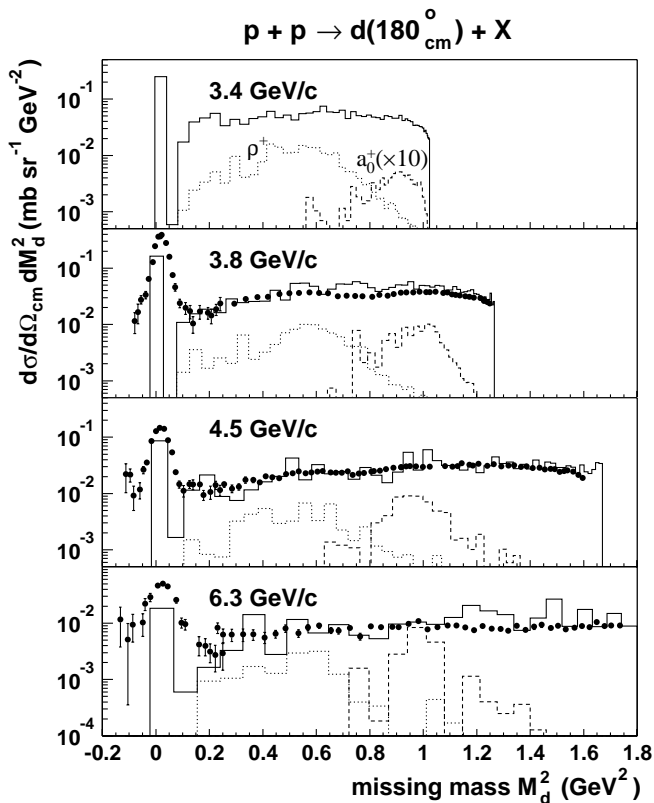 p + p → d(180°cm) + X
dσ/dΩcm dM²d (mb sr⁻¹ GeV⁻²)
10⁻¹
10⁻²
10⁻³
3.4 GeV/c
ρ⁺
a₀⁺(×10)
10⁻¹
10⁻²
10⁻³
3.8 GeV/c
10⁻¹
10⁻²
10⁻³
4.5 GeV/c
10⁻²
10⁻³
10⁻⁴
6.3 GeV/c
-0.2 0 0.2 0.4 0.6 0.8 1 1.2 1.4 1.6 1.8
missing mass M²d (GeV²)